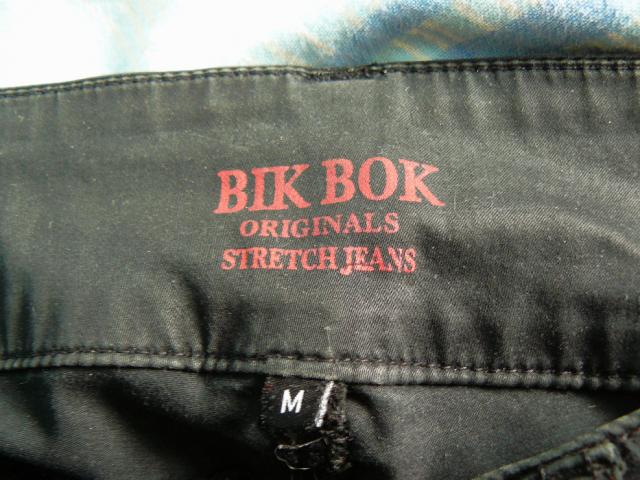 BIK BOK
ORIGINALS
STRETCH JEANS
M